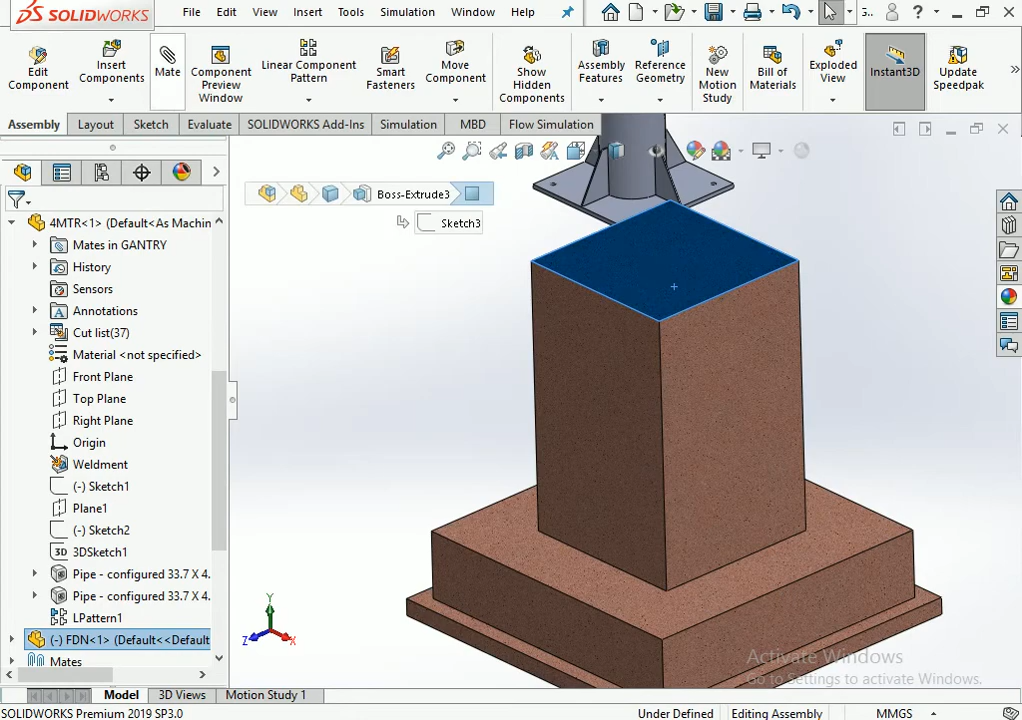 SOLIDWORKS File Edit View Insert Tools Simulation Window Help 5.. ?
Edit Component
Insert Components
Mate
Component Preview Window
Linear Component Pattern
Smart Fasteners
Move Component
Show Hidden Components
Assembly Features
Reference Geometry
New Motion Study
Bill of Materials
Exploded View
Instant3D
Update Speedpak
Assembly Layout Sketch Evaluate SOLIDWORKS Add-Ins Simulation MBD Flow Simulation
Boss-Extrude3
Sketch3
4MTR<1> (Default<As Machin
Mates in GANTRY
History
Sensors
Annotations
Cut list(37)
Material <not specified>
Front Plane
Top Plane
Right Plane
Origin
Weldment
(-) Sketch1
Plane1
(-) Sketch2
3D 3DSketch1
Pipe - configured 33.7 X 4.
Pipe - configured 33.7 X 4.
LPattern1
(-) FDN<1> (Default<<Default
Mates
Y
Z
X
Activate Windows
Go to Settings to activate Windows.
Model 3D Views Motion Study 1
SOLIDWORKS Premium 2019 SP3.0 Under Defined Editing Assembly MMGS